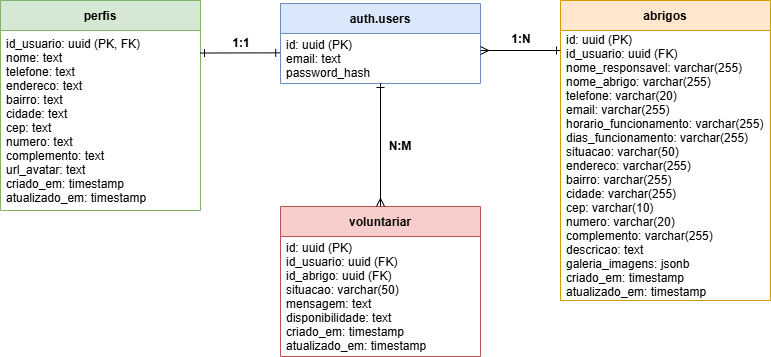 perfis
id_usuario: uuid (PK, FK)
nome: text
telefone: text
endereco: text
bairro: text
cidade: text
cep: text
numero: text
complemento: text
url_avatar: text
criado_em: timestamp
atualizado_em: timestamp
1:1
auth.users
id: uuid (PK)
email: text
password_hash
1:N
abrigos
id: uuid (PK)
id_usuario: uuid (FK)
nome_responsavel: varchar(255)
nome_abrigo: varchar(255)
telefone: varchar(20)
email: varchar(255)
horario_funcionamento: varchar(255)
dias_funcionamento: varchar(255)
situacao: varchar(50)
endereco: varchar(255)
bairro: varchar(255)
cidade: varchar(255)
cep: varchar(10)
numero: varchar(20)
complemento: varchar(255)
descricao: text
galeria_imagens: jsonb
criado_em: timestamp
atualizado_em: timestamp
N:M
voluntariar
id: uuid (PK)
id_usuario: uuid (FK)
id_abrigo: uuid (FK)
situacao: varchar(50)
mensagem: text
disponibilidade: text
criado_em: timestamp
atualizado_em: timestamp